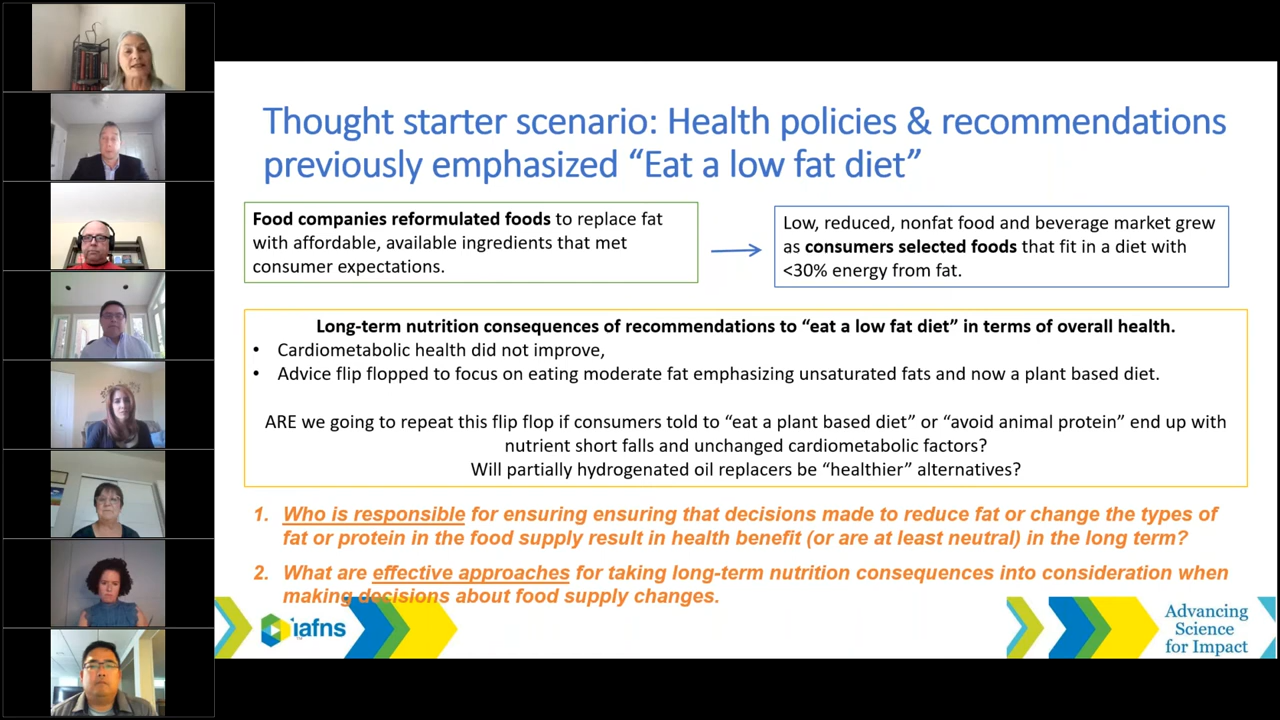 Thought starter scenario: Health policies & recommendations
previously emphasized “Eat a low fat diet”
Food companies reformulated foods to replace fat
with affordable, available ingredients that met
consumer expectations.
Low, reduced, nonfat food and beverage market grew
as consumers selected foods that fit in a diet with
<30% energy from fat.
Long-term nutrition consequences of recommendations to “eat a low fat diet” in terms of overall health.
• Cardiometabolic health did not improve,
• Advice flip flopped to focus on eating moderate fat emphasizing unsaturated fats and now a plant based diet.
ARE we going to repeat this flip flop if consumers told to “eat a plant based diet” or “avoid animal protein” end up with
nutrient short falls and unchanged cardiometabolic factors?
Will partially hydrogenated oil replacers be “healthier” alternatives?
1. Who is responsible for ensuring ensuring that decisions made to reduce fat or change the types of
fat or protein in the food supply result in health benefit (or are at least neutral) in the long term?
2. What are effective approaches for taking long-term nutrition consequences into consideration when
making decisions about food supply changes.
iafns
Advancing
Science
for Impact